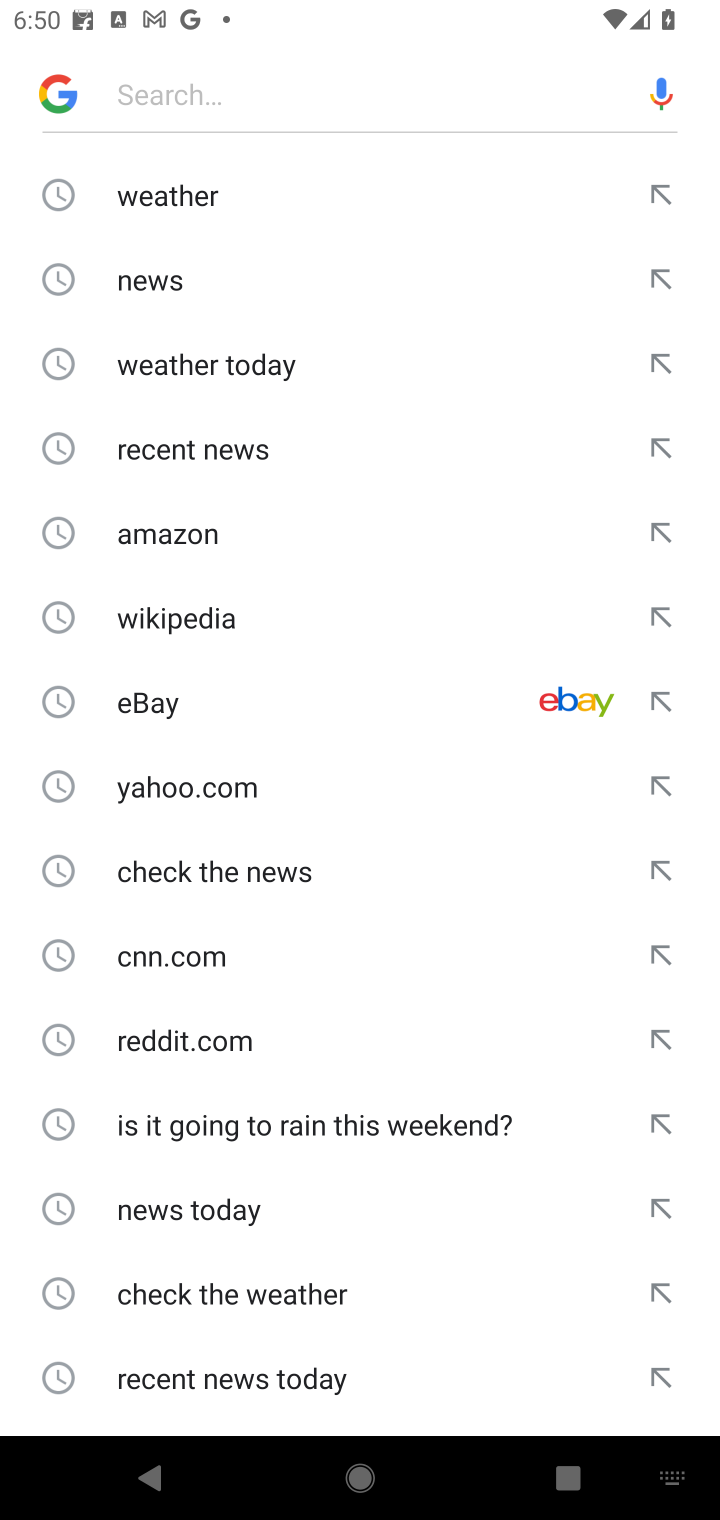 6:50
Search...
weather
news
weather today
recent news
amazon
wikipedia
eBay ebay
yahoo.com
check the news
cnn.com
reddit.com
is it going to rain this weekend?
news today
check the weather
recent news today